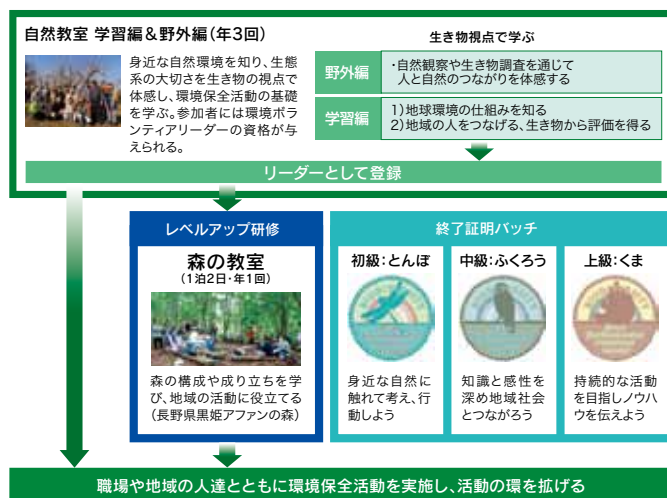 自然教室 学習編&野外編(年3回)
身近な自然環境を知り、生態
系の大切さを生き物の視点で
体感し、環境保全活動の基礎
を学ぶ。参加者には環境ボラ
ンティアリーダーの資格が与
えられる。
生き物視点で学ぶ
野外編
・自然観察や生き物調査を通じて
人と自然のつながりを体感する
学習編
1)地球環境の仕組みを知る
2)地域の人をつなげる、生き物から評価を得る
リーダーとして登録
レベルアップ研修
森の教室
(1泊2日・年1回)
森の構成や成り立ちを学
び、地域の活動に役立てる
(長野県黒姫アファンの森)
終了証明バッチ
初級:とんぼ
身近な自然に
触れて考え、行
動しよう
中級:ふくろう
知識と感性を
深め地域社会
とつながろう
上級:くま
持続的な活動
を目指しノウハ
ウを伝えよう
職場や地域の人達とともに環境保全活動を実施し、活動の環を拡げる